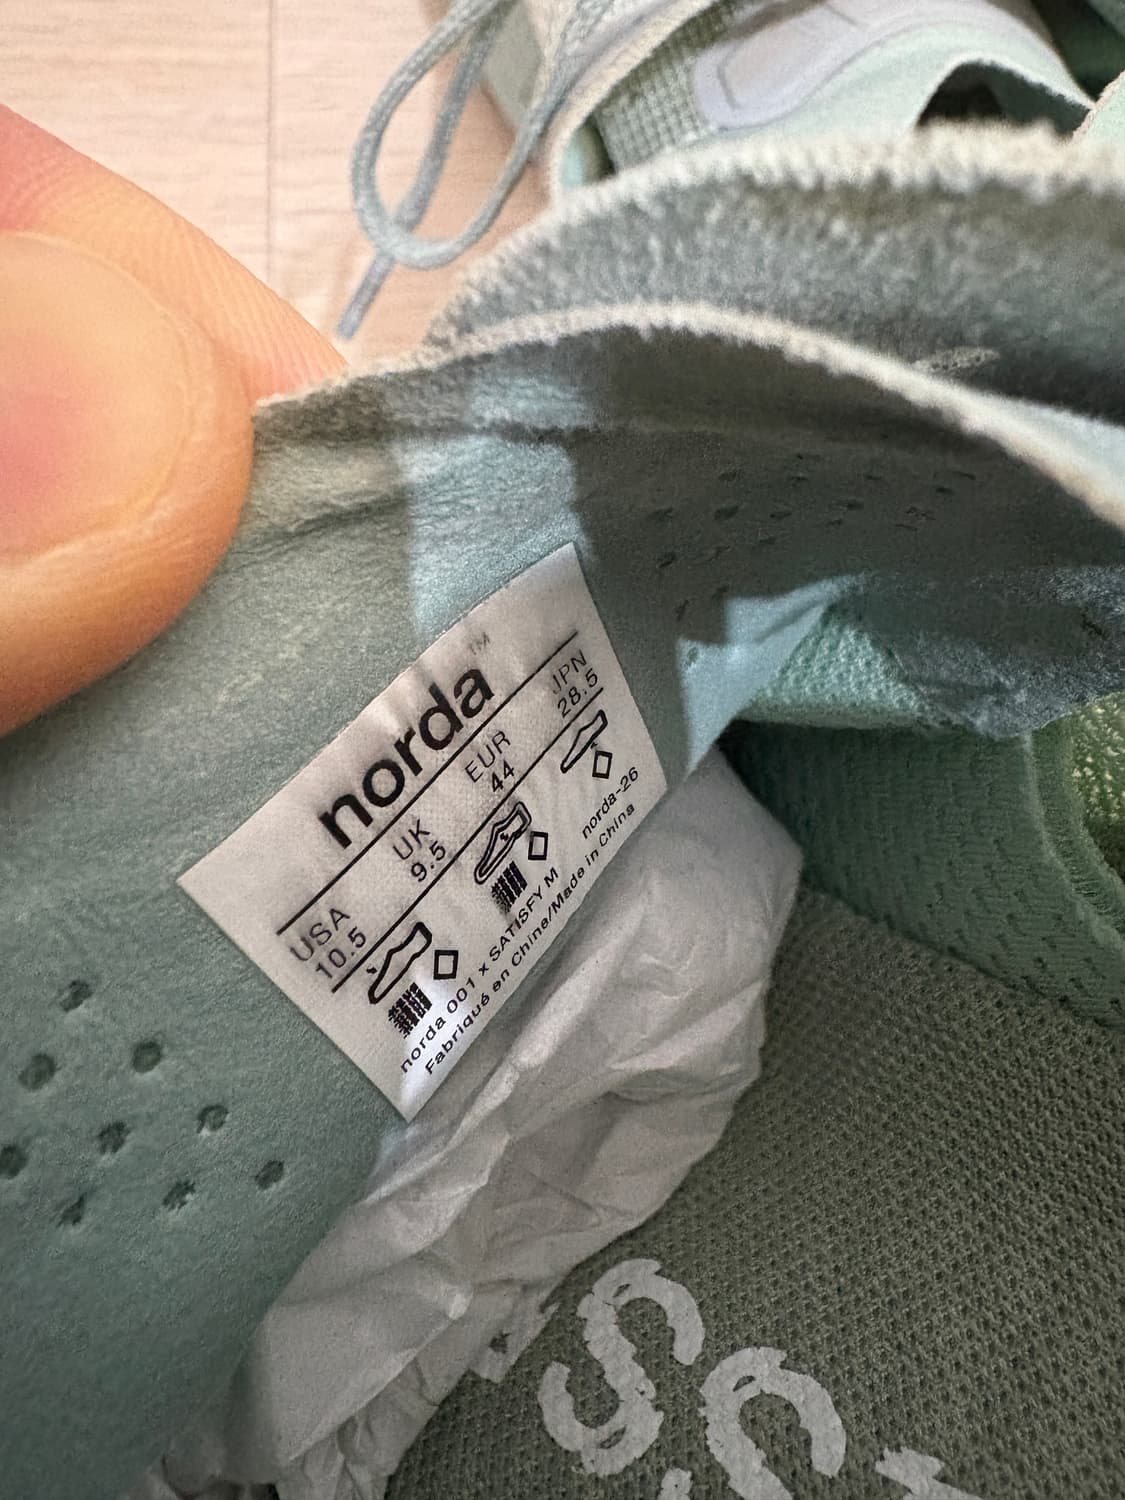 norda™
USA UK EUR JPN
10.5 9.5 44 28.5
norda 001 x SATISFY M norda-26
Fabriqué en China/Made in China